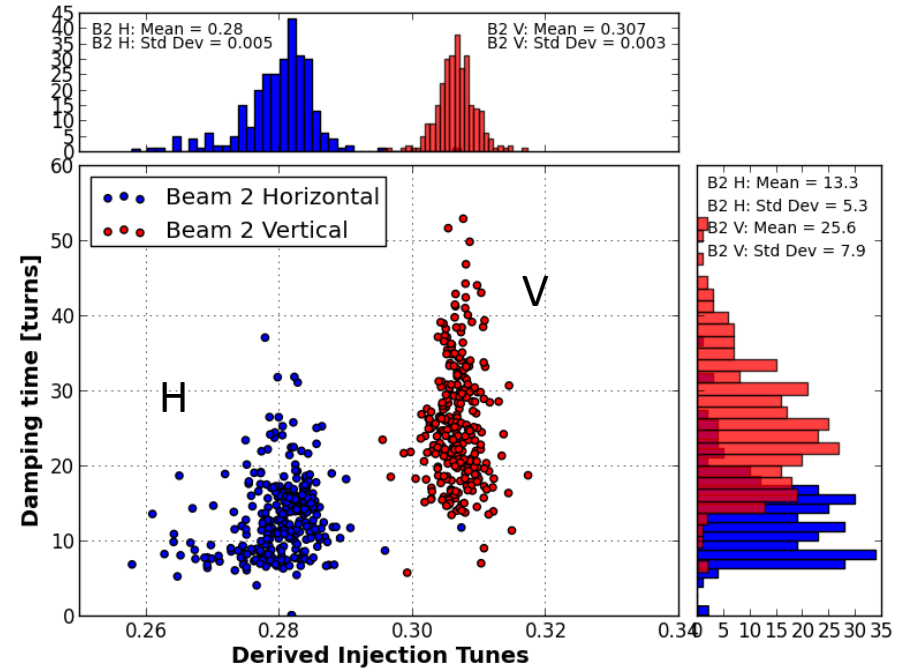 45
40
35
30
25
20
15
10
5
B2 H: Mean = 0.28
B2 H: Std Dev = 0.005
B2 V: Mean = 0.307
B2 V: Std Dev = 0.003
60
50
40
30
20
10
0
Damping time [turns]
Beam 2 Horizontal
Beam 2 Vertical
H
V
0.26 0.28 0.30 0.32 0.34
Derived Injection Tunes
B2 H: Mean = 13.3
B2 H: Std Dev = 5.3
B2 V: Mean = 25.6
B2 V: Std Dev = 7.9
0 5 10 15 20 25 30 35